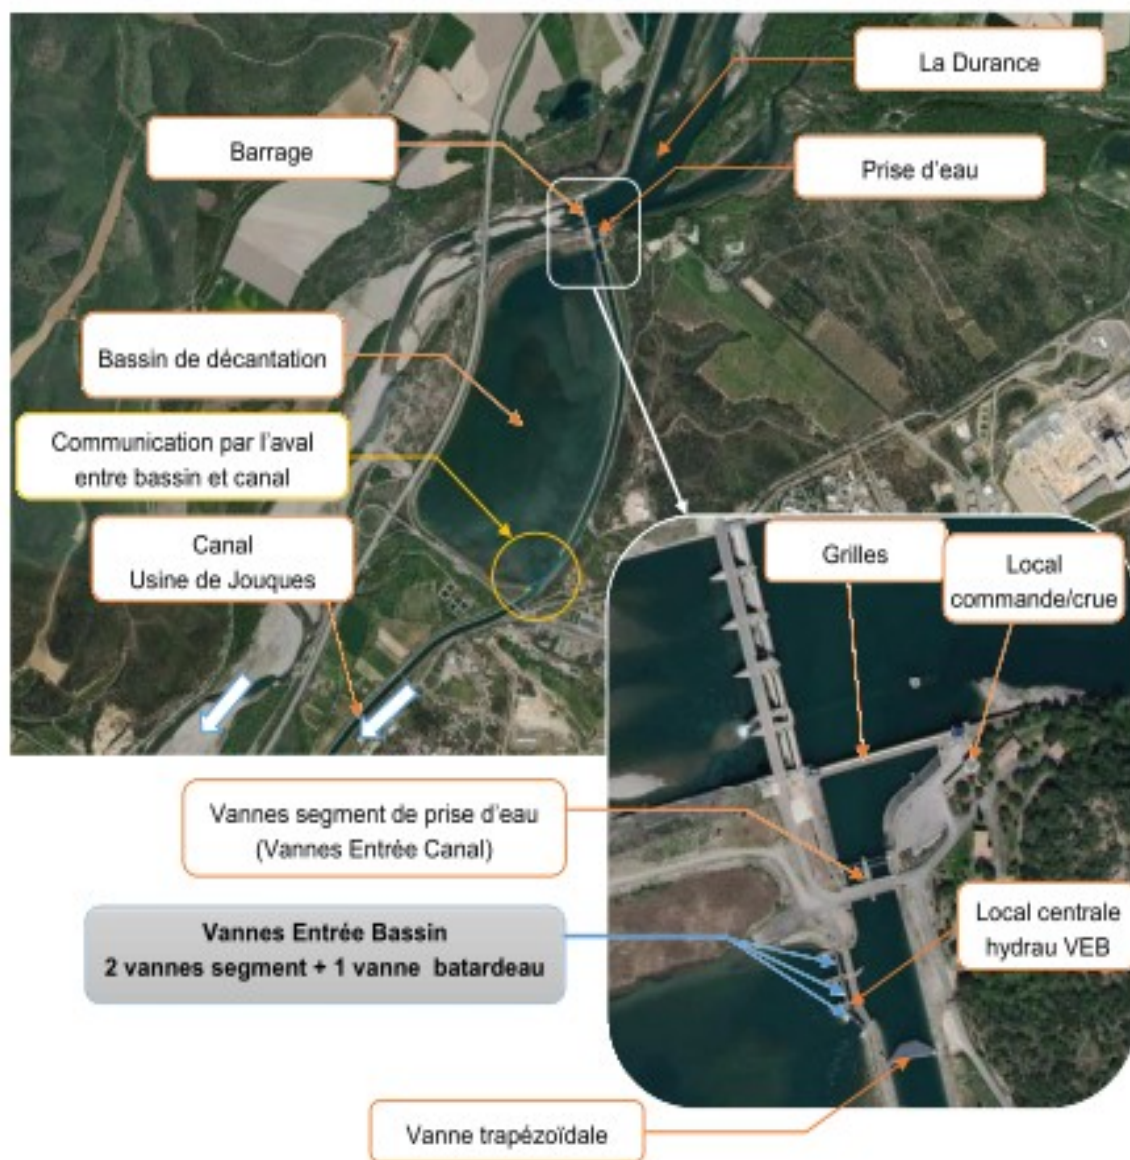 La Durance
Barrage
Prise d'eau
Bassin de décantation
Communication par l'aval
entre bassin et canal
Canal
Usine de Jouques
Grilles
Local
commande/crue
Vannes segment de prise d'eau
(Vannes Entrée Canal)
Vannes Entrée Bassin
2 vannes segment + 1 vanne batardeau
Local centrale
hydrau VEB
Vanne trapézoïdale